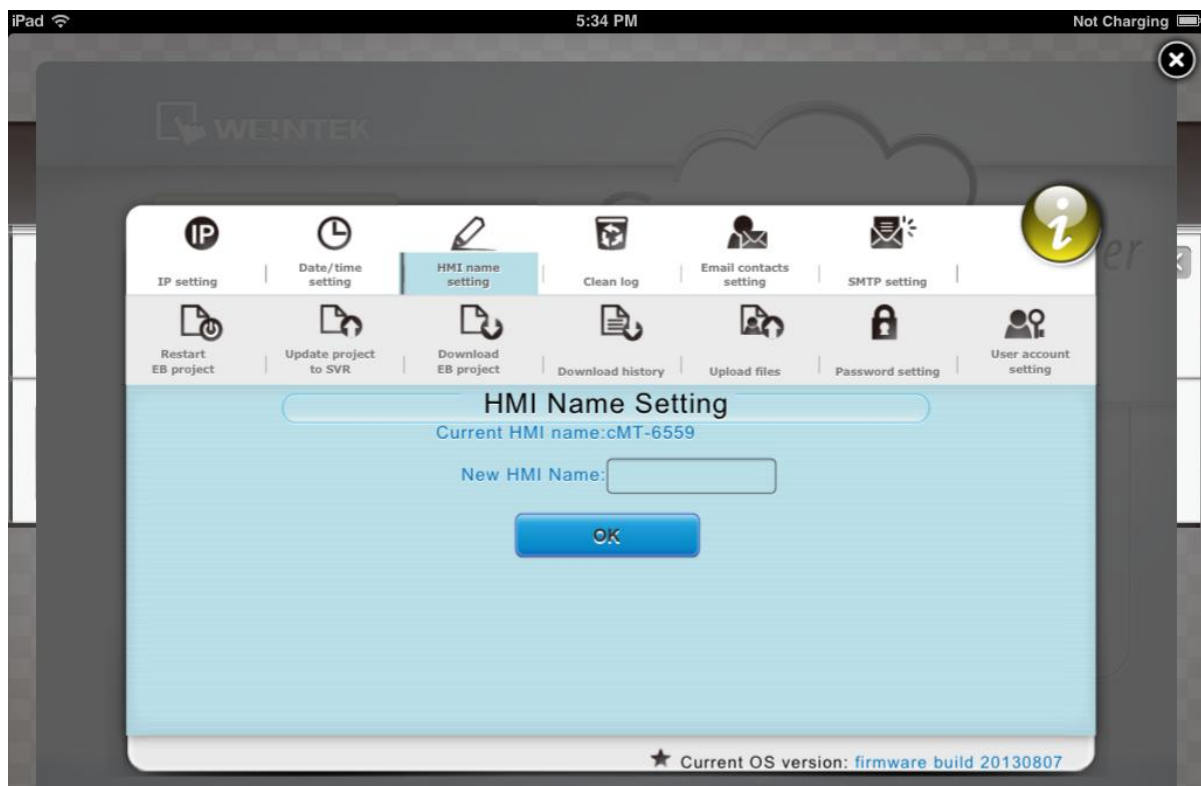 iPad 5:34 PM Not Charging
WEINTEK
er
IP setting
Date/time
setting
HMI name
setting
Clean log
Email contacts
setting
SMTP setting
i
Restart
EB project
Update project
to SVR
Download
EB project
Download history
Upload files
Password setting
User account
setting
HMI Name Setting
Current HMI name:cMT-6559
New HMI Name:
OK
★ Current OS version: firmware build 20130807